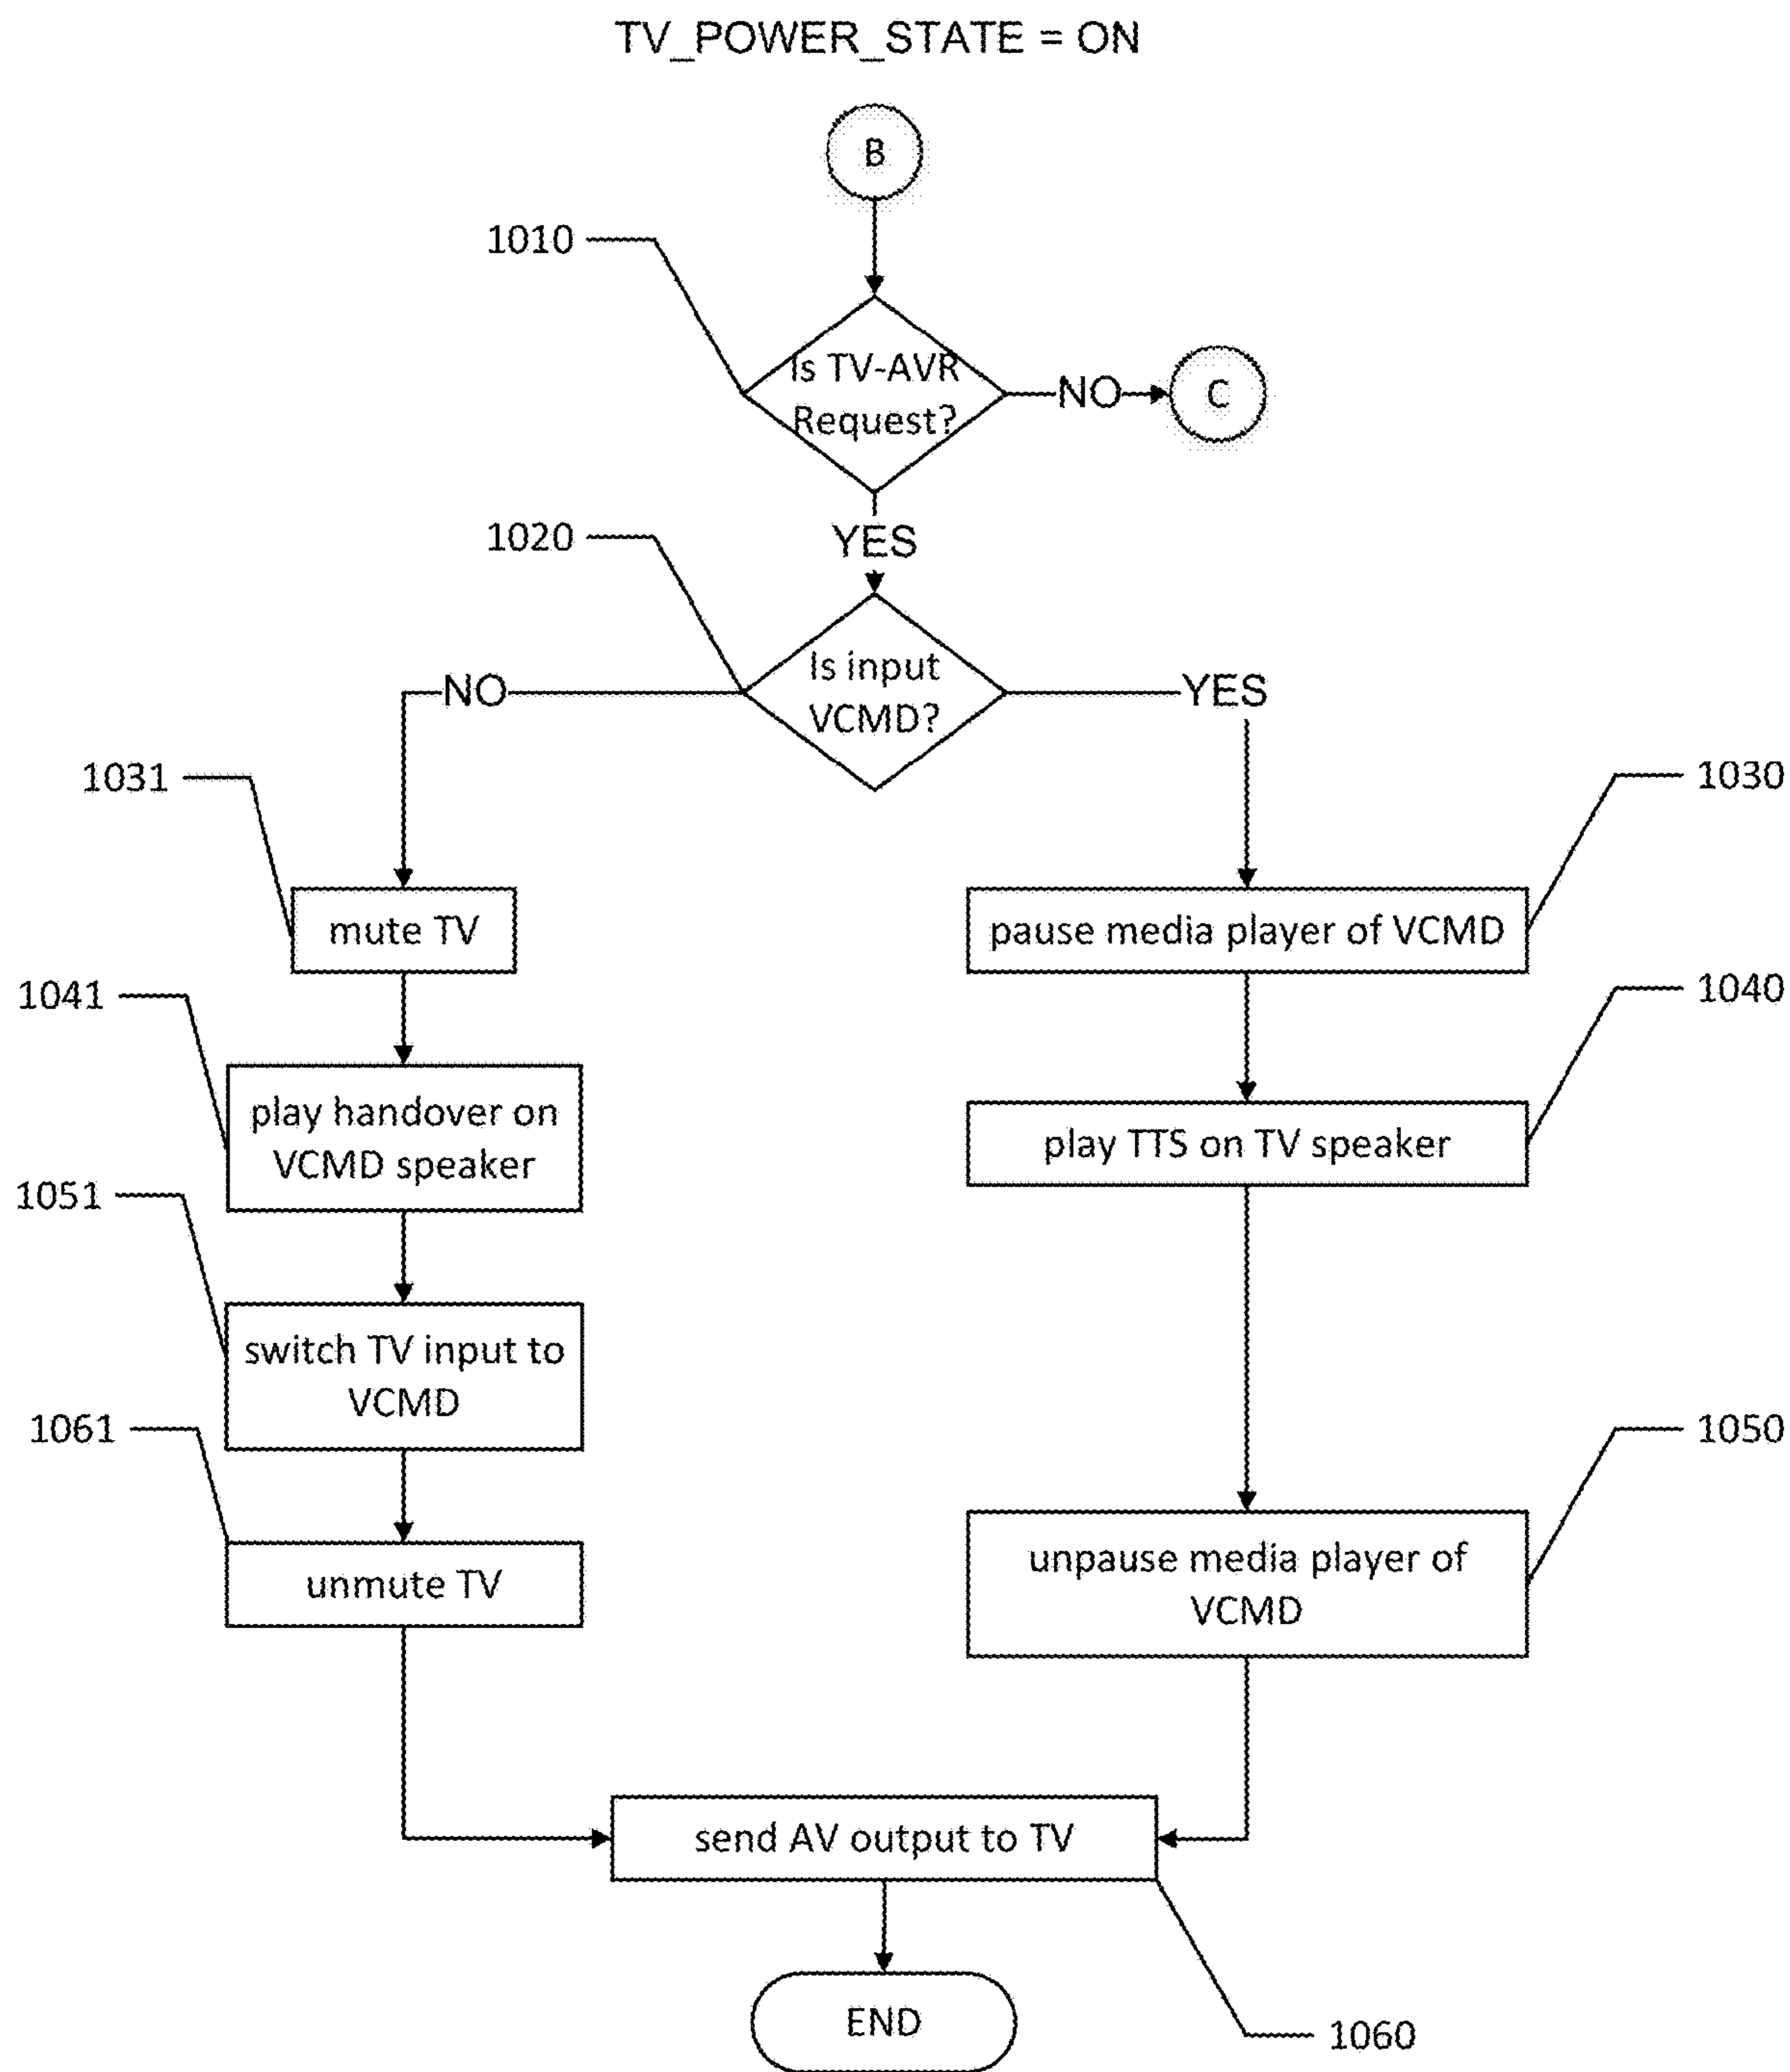 TV_POWER_STATE = ON
B
1010
Is TV-AVR
Request?
NO
C
1020
YES
Is input
VCMD?
NO
YES
1031
1030
mute TV
pause media player of VCMD
1041
1040
play handover on
VCMD speaker
play TTS on TV speaker
1051
switch TV input to
VCMD
1061
1050
unmute TV
unpause media player of
VCMD
send AV output to TV
END
1060